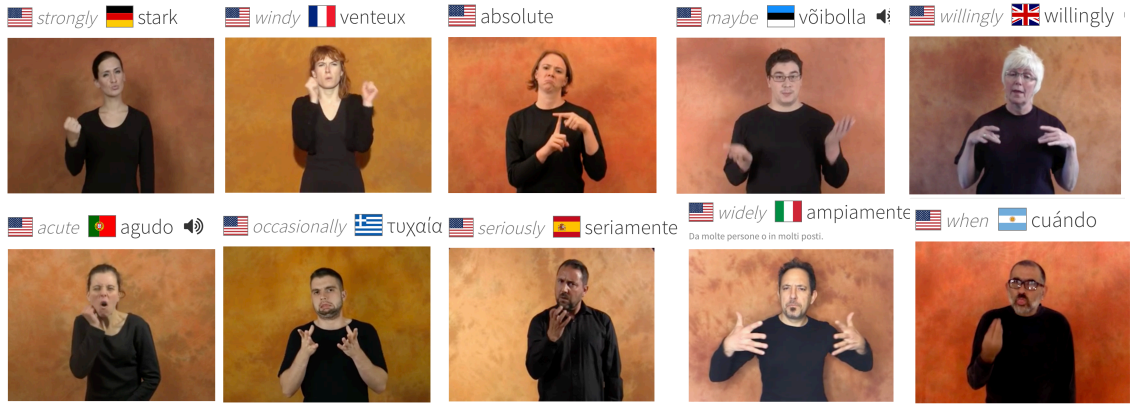 strongly stark
windy venteux
absolute
maybe võibolla
willingly willingly
acute agudo
occasionally τυχαία
seriously seriamente
widely ampiamente
Da molte persone o in molti posti.
when cuándo